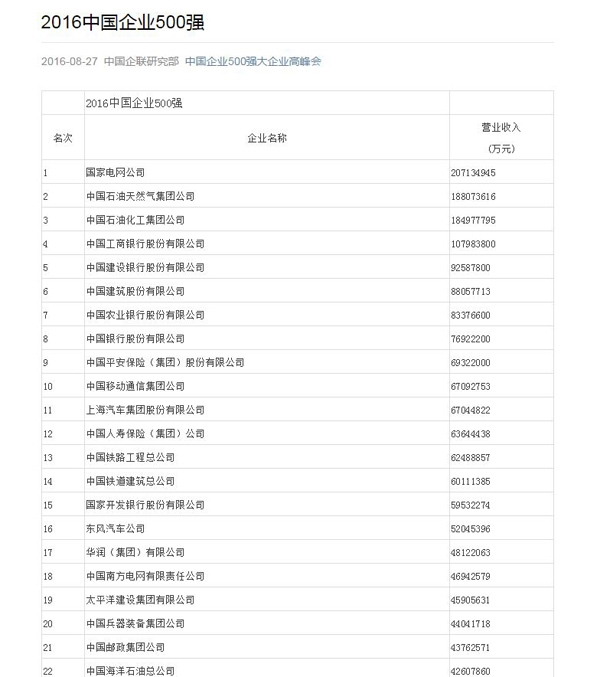 2016中国企业500强
2016-08-27 中国企联研究部 中国企业500强大企业高峰会
2016中国企业500强
名次 企业名称 营业收入
(万元)
1 国家电网公司 207134945
2 中国石油天然气集团公司 188073616
3 中国石油化工集团公司 184977795
4 中国工商银行股份有限公司 107983800
5 中国建设银行股份有限公司 92587800
6 中国建筑股份有限公司 88057713
7 中国农业银行股份有限公司 83376600
8 中国银行股份有限公司 76922200
9 中国平安保险（集团）股份有限公司 69322000
10 中国移动通信集团公司 67092753
11 上海汽车集团股份有限公司 67044822
12 中国人寿保险（集团）公司 63644438
13 中国铁路工程总公司 62488857
14 中国铁道建筑总公司 60111385
15 国家开发银行股份有限公司 59532274
16 东风汽车公司 52045396
17 华润（集团）有限公司 48122063
18 中国南方电网有限责任公司 46942579
19 太平洋建设集团有限公司 45905631
20 中国兵器装备集团公司 44041718
21 中国邮政集团公司 43762571
22 中国海洋石油总公司 42607860